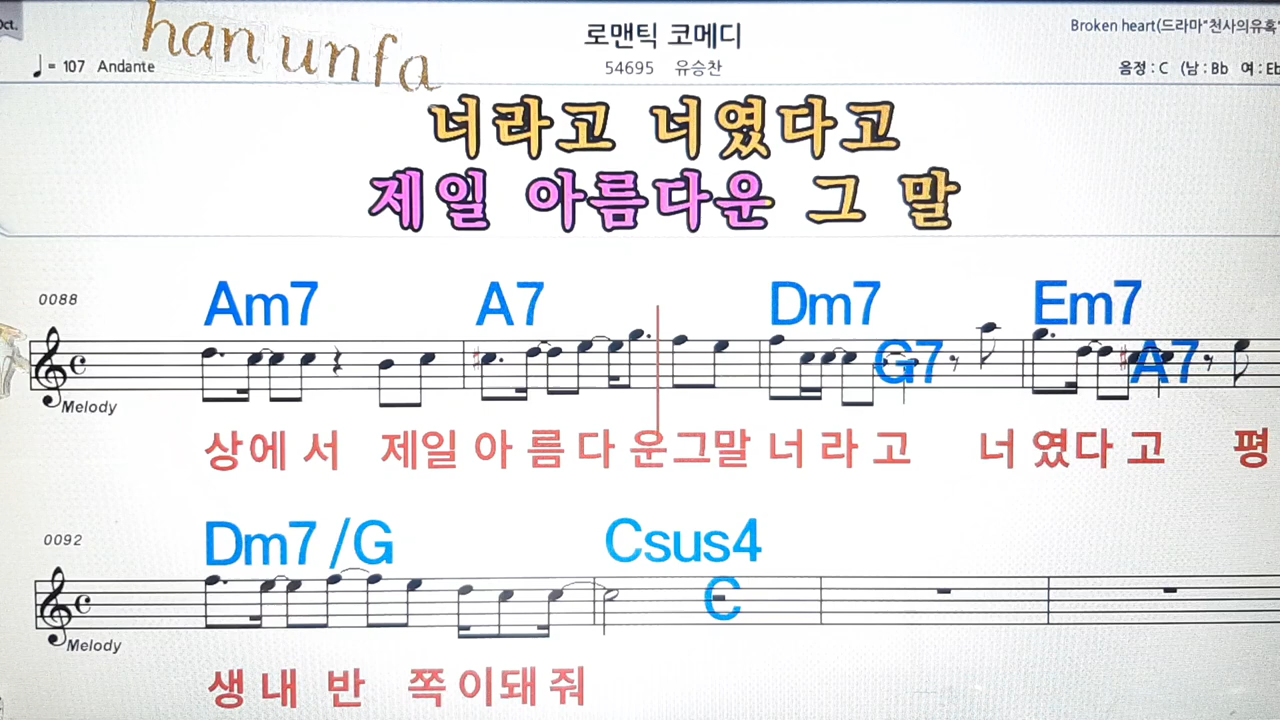 Oct.
han unfa
로맨틱 코메디
Broken heart(드라마"천사의유혹
♩= 107 Andante
54695 유승찬
음정 : C (남 : Bb 여 : Eb
너라고 너였다고
제일 아름다운 그 말
0088
Am7 A7 Dm7 G7 Em7 A7
Melody
상에 서 제일 아 름 다 운그말 너 라 고 너 였다 고 평
0092
Dm7 /G Csus4 C
Melody
생 내 반 쪽 이돼 줘